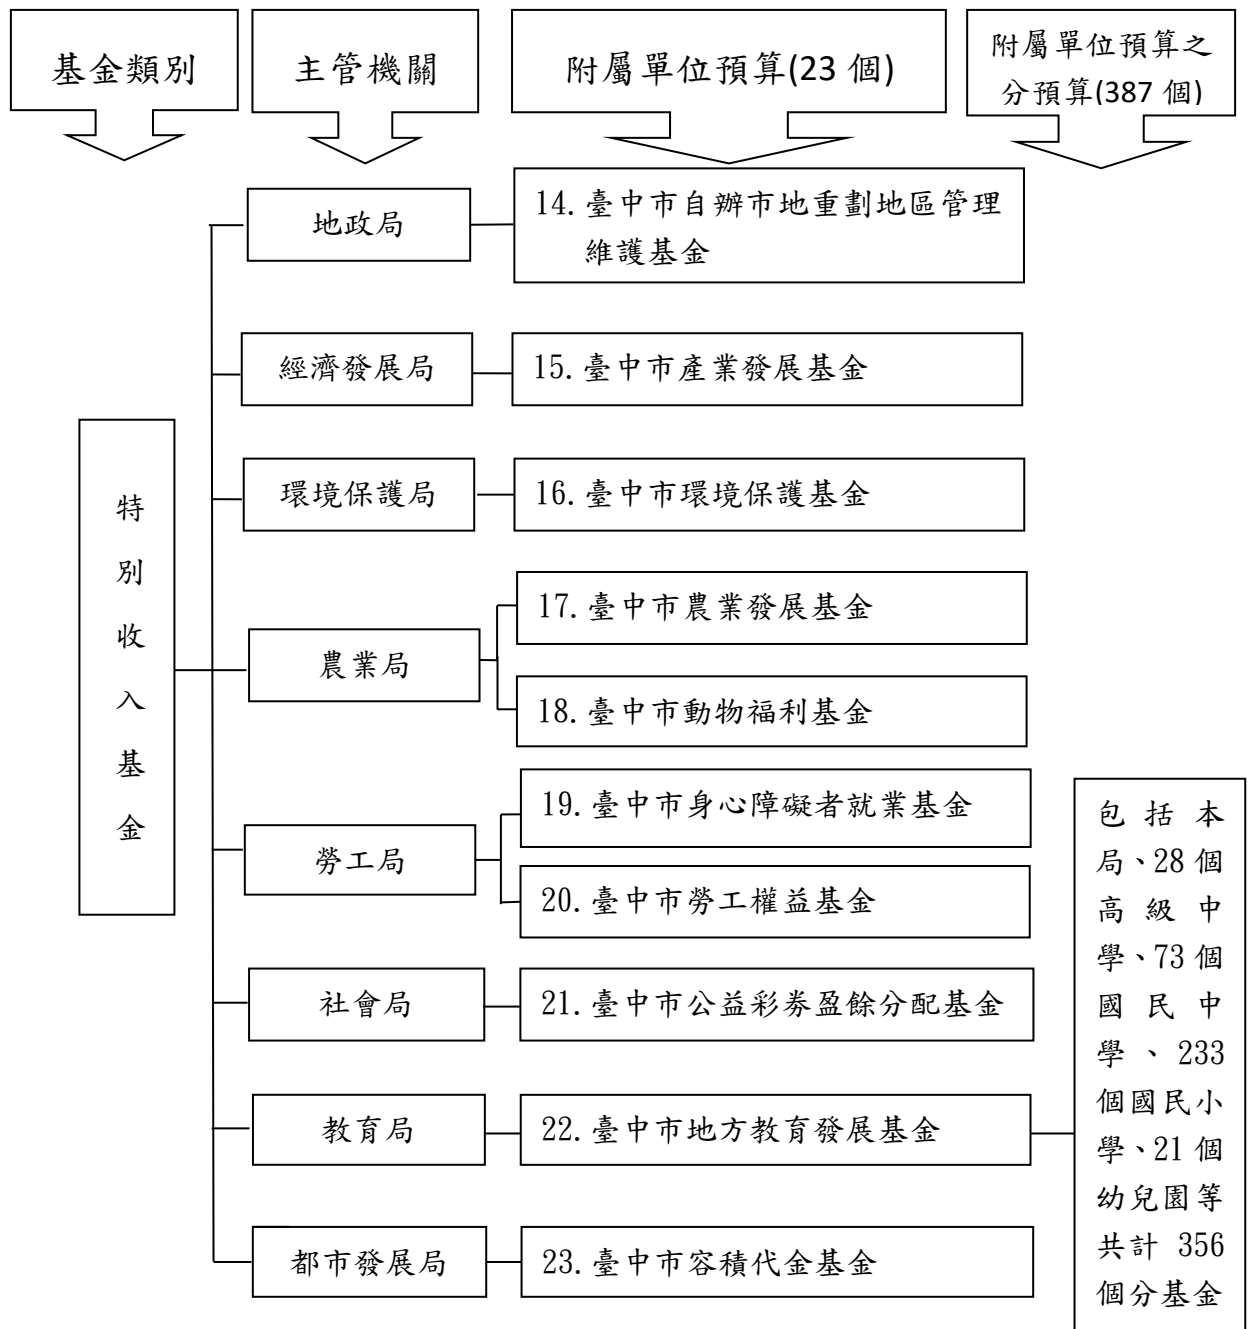 基金類別
主管機關
附屬單位預算(23 個)
附屬單位預算之
分預算(387 個)
特別收入基金
地政局
14. 臺中市自辦市地重劃地區管理
維護基金
經濟發展局
15. 臺中市產業發展基金
環境保護局
16. 臺中市環境保護基金
農業局
17. 臺中市農業發展基金
18. 臺中市動物福利基金
勞工局
19. 臺中市身心障礙者就業基金
20. 臺中市勞工權益基金
社會局
21. 臺中市公益彩券盈餘分配基金
教育局
22. 臺中市地方教育發展基金
包括本
局、28 個
高級中
學、73 個
國民中
學、233
個國民小
學、21 個
幼兒園等
共計 356
個分基金
都市發展局
23. 臺中市容積代金基金